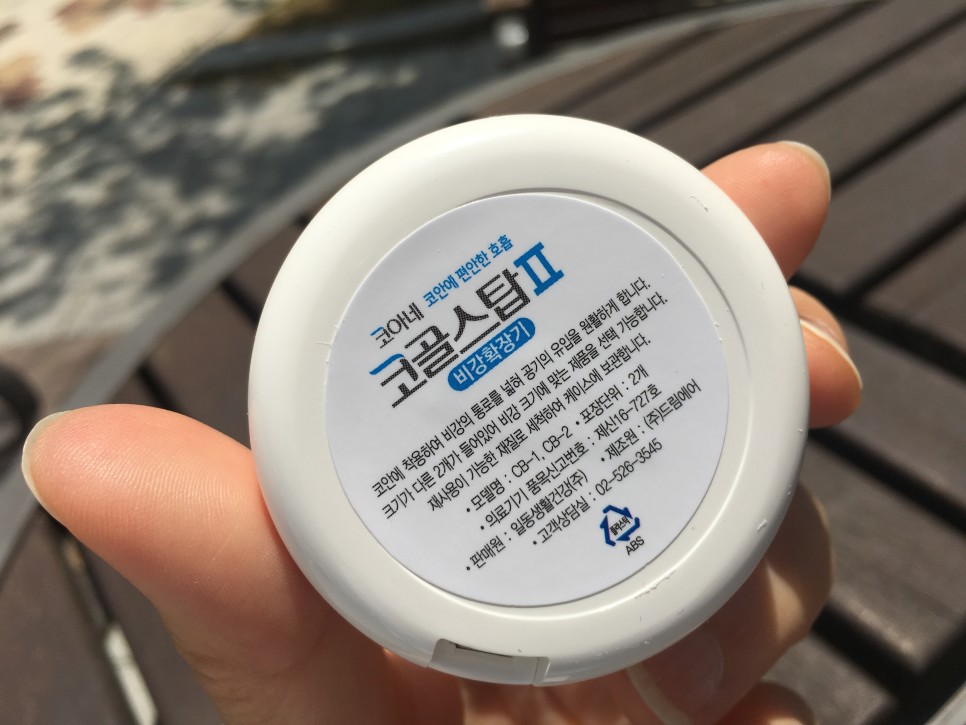 코아네 코안에 편안한 호흡
코골스탑 II
비강확장기
코안에 착용하여 비강의 통로를 넓혀 공기의 유입을 원활하게 합니다.
크기가 다른 2개가 들어있어 비강 크기에 맞는 제품을 선택 가능합니다.
재사용이 가능한 재질로 세척하여 케이스에 보관합니다.
• 모델명 : CB-1, CB-2 • 포장단위 : 2개
• 의료기기 품목신고번호 : 제신16-727호
• 판매원 : 일동생활건강(주) • 제조원 : (주)드림에어
• 고객상담실 : 02-526-3545
플라스틱
ABS